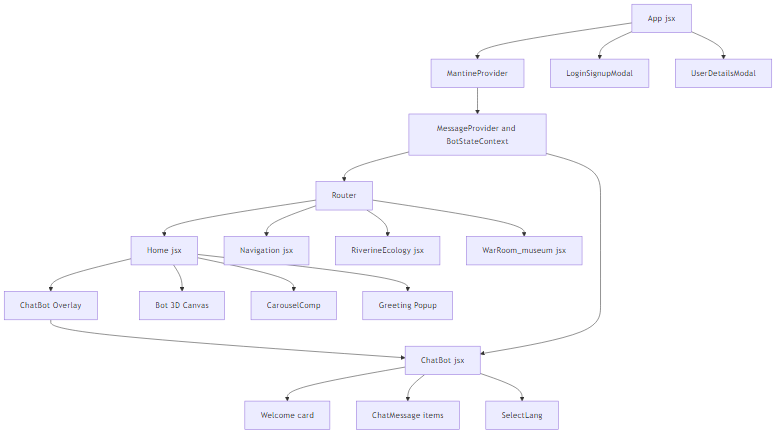 App jsx
MantineProvider
LoginSignupModal
UserDetailsModal
MessageProvider and
BotStateContext
Router
Home jsx
Navigation jsx
RiverineEcology jsx
WarRoom_museum jsx
ChatBot Overlay
Bot 3D Canvas
CarouselComp
Greeting Popup
ChatBot jsx
Welcome card
ChatMessage items
SelectLang